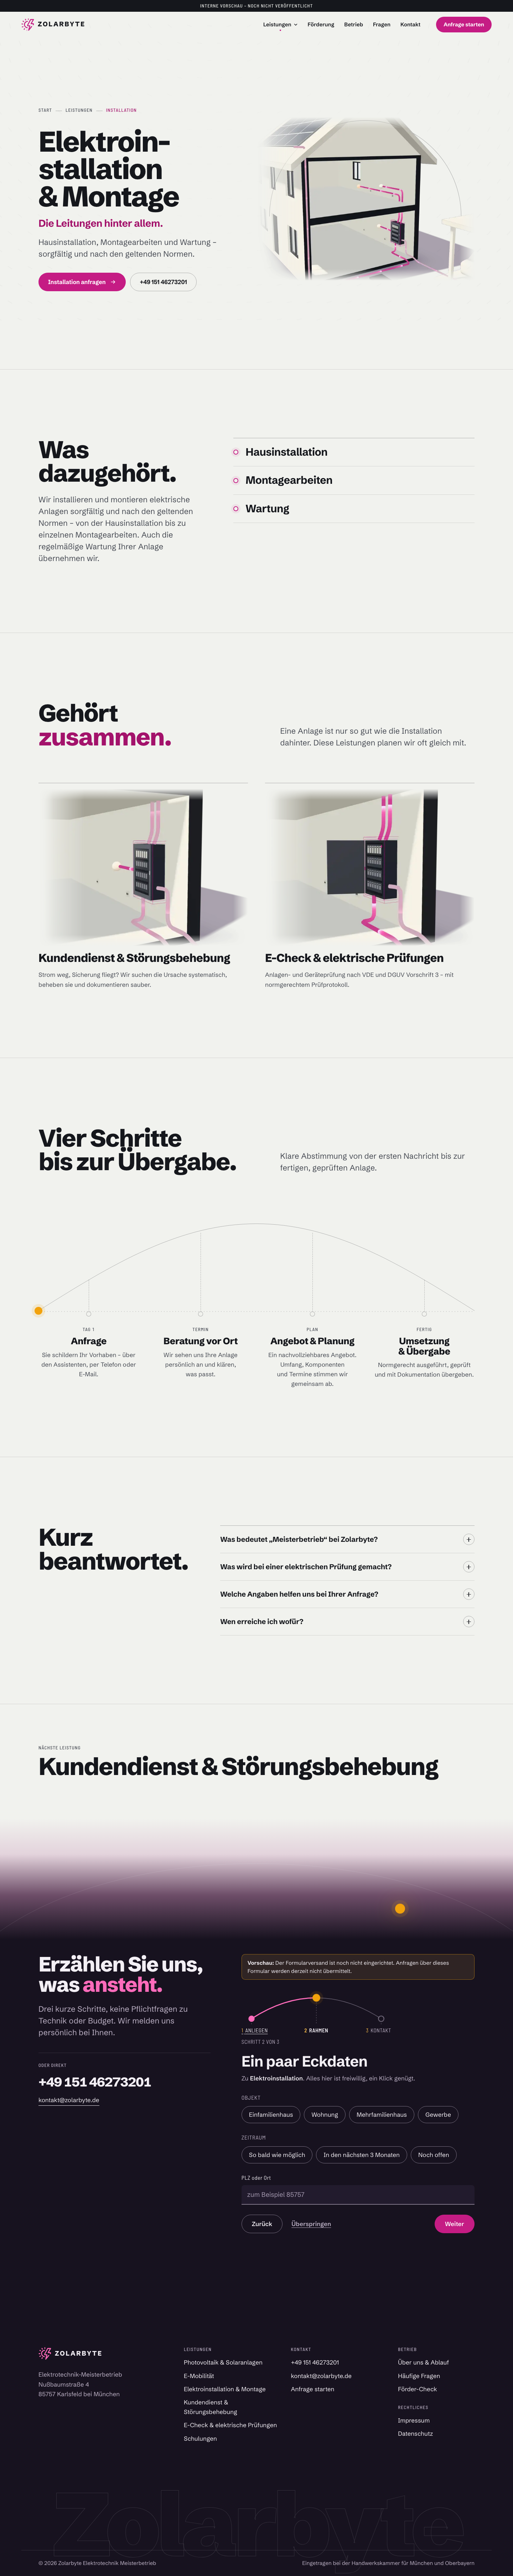 INTERNE VORSCHAU – NOCH NICHT VERÖFFENTLICHT
ZOLARBYTE
Leistungen
Förderung
Betrieb
Fragen
Kontakt
Anfrage starten
START — LEISTUNGEN — INSTALLATION
Elektroin-
stallation
& Montage
Die Leitungen hinter allem.
Hausinstallation, Montagearbeiten und Wartung –
sorgfältig und nach den geltenden Normen.
Installation anfragen →
+49 151 46273201
Was
dazugehört.
Wir installieren und montieren elektrische
Anlagen sorgfältig und nach den geltenden
Normen – von der Hausinstallation bis zu
einzelnen Montagearbeiten. Auch die
regelmäßige Wartung Ihrer Anlage
übernehmen wir.
Hausinstallation
Montagearbeiten
Wartung
Gehört
zusammen.
Eine Anlage ist nur so gut wie die Installation
dahinter. Diese Leistungen planen wir oft gleich mit.
Kundendienst & Störungsbehebung
Strom weg, Sicherung fliegt? Wir suchen die Ursache systematisch,
beheben sie und dokumentieren sauber.
E-Check & elektrische Prüfungen
Anlagen- und Geräteprüfung nach VDE und DGUV Vorschrift 3 – mit
normgerechtem Prüfprotokoll.
Vier Schritte
bis zur Übergabe.
Klare Abstimmung von der ersten Nachricht bis zur
fertigen, geprüften Anlage.
TAG 1
Anfrage
Sie schildern Ihr Vorhaben – über
den Assistenten, per Telefon oder
E-Mail.
TERMIN
Beratung vor Ort
Wir sehen uns Ihre Anlage
persönlich an und klären,
was passt.
PLAN
Angebot & Planung
Ein nachvollziehbares Angebot.
Umfang, Komponenten
und Termine stimmen wir
gemeinsam ab.
FERTIG
Umsetzung
& Übergabe
Normgerecht ausgeführt, geprüft
und mit Dokumentation übergeben.
Kurz
beantwortet.
Was bedeutet „Meisterbetrieb“ bei Zolarbyte?
Was wird bei einer elektrischen Prüfung gemacht?
Welche Angaben helfen uns bei Ihrer Anfrage?
Wen erreiche ich wofür?
NÄCHSTE LEISTUNG
Kundendienst & Störungsbehebung
Erzählen Sie uns,
was ansteht.
Drei kurze Schritte, keine Pflichtfragen zu
Technik oder Budget. Wir melden uns
persönlich bei Ihnen.
ODER DIREKT
+49 151 46273201
kontakt@zolarbyte.de
Vorschau: Der Formularversand ist noch nicht eingerichtet. Anfragen über dieses
Formular werden derzeit nicht übermittelt.
1 ANLIEGEN
2 RAHMEN
3 KONTAKT
SCHRITT 2 VON 3
Ein paar Eckdaten
Zu Elektroinstallation. Alles hier ist freiwillig, ein Klick genügt.
OBJEKT
Einfamilienhaus
Wohnung
Mehrfamilienhaus
Gewerbe
ZEITRAUM
So bald wie möglich
In den nächsten 3 Monaten
Noch offen
PLZ oder Ort
zum Beispiel 85757
Zurück
Überspringen
Weiter
ZOLARBYTE
Elektrotechnik-Meisterbetrieb
Nußbaumstraße 4
85757 Karlsfeld bei München
LEISTUNGEN
Photovoltaik & Solaranlagen
E-Mobilität
Elektroinstallation & Montage
Kundendienst &
Störungsbehebung
E-Check & elektrische Prüfungen
Schulungen
KONTAKT
+49 151 46273201
kontakt@zolarbyte.de
Anfrage starten
BETRIEB
Über uns & Ablauf
Häufige Fragen
Förder-Check
RECHTLICHES
Impressum
Datenschutz
Zolarbyte
© 2026 Zolarbyte Elektrotechnik Meisterbetrieb
Eingetragen bei der Handwerkskammer für München und Oberbayern